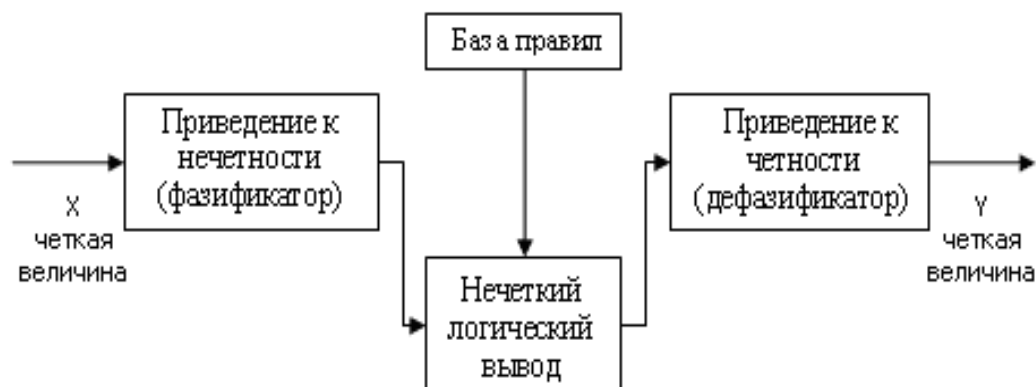 База правил
Приведение к
нечетности
(фазификатор)
Приведение к
четности
(дефазификатор)
X
четкая
величина
Y
четкая
величина
Нечеткий
логический
вывод